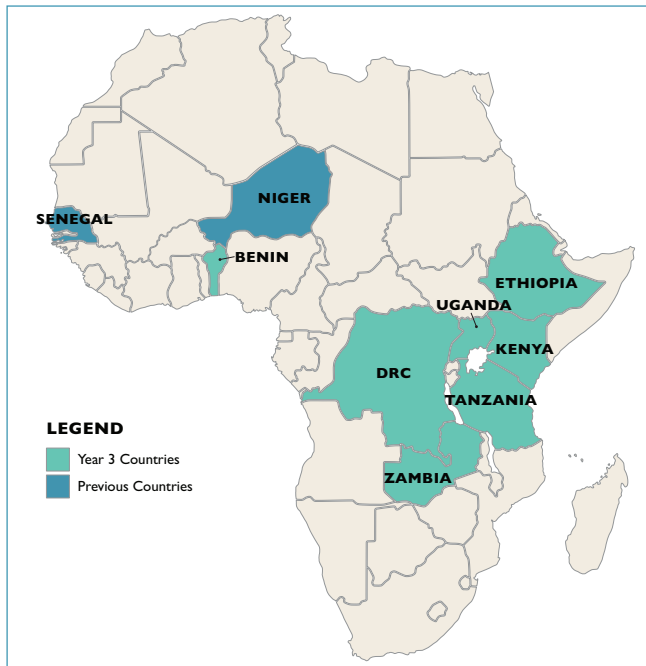 NIGER
SENEGAL
BENIN
ETHIOPIA
UGANDA
KENYA
DRC
TANZANIA
ZAMBIA
LEGEND
Year 3 Countries
Previous Countries